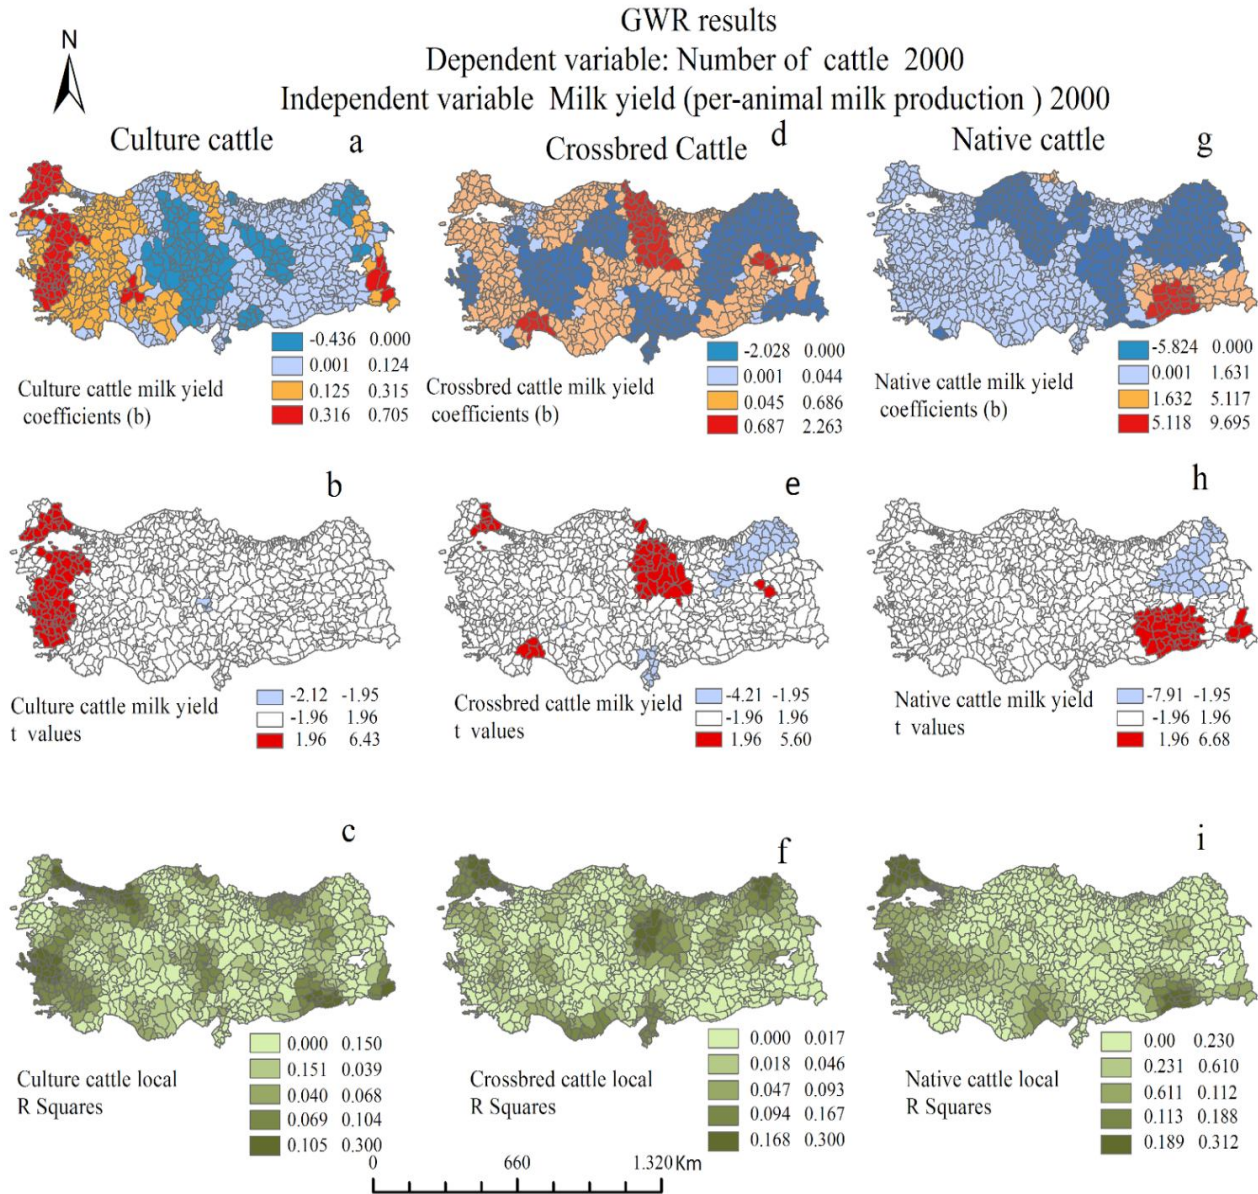 GWR results
Dependent variable: Number of cattle 2000
Independent variable Milk yield (per-animal milk production ) 2000
N
Culture cattle
a
Crossbred Cattle
d
Native cattle
g
Culture cattle milk yield
coefficients (b)
-0.436 0.000
0.001 0.124
0.125 0.315
0.316 0.705
Crossbred cattle milk yield
coefficients (b)
-2.028 0.000
0.001 0.044
0.045 0.686
0.687 2.263
Native cattle milk yield
coefficients (b)
-5.824 0.000
0.001 1.631
1.632 5.117
5.118 9.695
b
e
h
Culture cattle milk yield
t values
-2.12 -1.95
-1.96 1.96
1.96 6.43
Crossbred cattle milk yield
t values
-4.21 -1.95
-1.96 1.96
1.96 5.60
Native cattle milk yield
t values
-7.91 -1.95
-1.96 1.96
1.96 6.68
c
f
i
Culture cattle local
R Squares
0.000 0.150
0.151 0.039
0.040 0.068
0.069 0.104
0.105 0.300
Crossbred cattle local
R Squares
0.000 0.017
0.018 0.046
0.047 0.093
0.094 0.167
0.168 0.300
Native cattle local
R Squares
0.00 0.230
0.231 0.610
0.611 0.112
0.113 0.188
0.189 0.312
0 660 1.320 Km